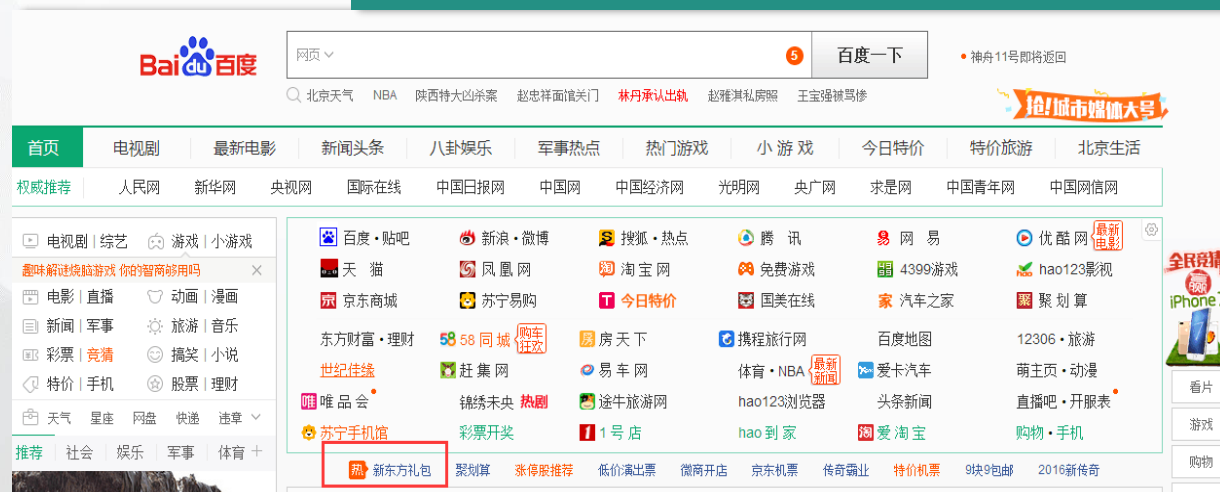 Bai du 百度
网页 5 百度一下
神舟11号即将返回
北京天气 NBA 陕西特大凶杀案 赵忠祥面馆关门 林丹承认出轨 赵雅淇私房照 王宝强被骂惨
抢!城市媒体大号
首页 电视剧 最新电影 新闻头条 八卦娱乐 军事热点 热门游戏 小游戏 今日特价 特价旅游 北京生活
权威推荐 人民网 新华网 央视网 国际在线 中国日报网 中国网 中国经济网 光明网 央广网 求是网 中国青年网 中国网信网
电视剧 | 综艺 游戏 | 小游戏
趣味解谜烧脑游戏 你的智商够用吗 ×
电影 | 直播 动画 | 漫画
新闻 | 军事 旅游 | 音乐
彩票 | 竞猜 搞笑 | 小说
特价 | 手机 股票 | 理财
天气 星座 网盘 快递 违章
推荐 社会 娱乐 军事 体育 +
百度 • 贴吧 新浪 • 微博 搜狐 • 热点 腾讯 网易 优酷网 最新电影
天猫 凤凰网 淘宝网 免费游戏 4399游戏 hao123影视
京东商城 苏宁易购 今日特价 国美在线 汽车之家 聚划算
东方财富 • 理财 58同城 购车狂欢 房天下 携程旅行网 百度地图 12306 • 旅游
世纪佳缘 赶集网 易车网 体育 • NBA 最新新闻 爱卡汽车 萌主页 • 动漫
唯品会 锦绣未央 热剧 途牛旅游网 hao123浏览器 头条新闻 直播吧 • 开服表
苏宁手机馆 彩票开奖 1号店 hao到家 爱淘宝 购物 • 手机
热 新东方礼包 聚划算 张停股推荐 低价演出票 微商开店 京东机票 传奇霸业 特价机票 9块9包邮 2016新传奇
全民竞猜
赢
iPhone7
看片
游戏
购物